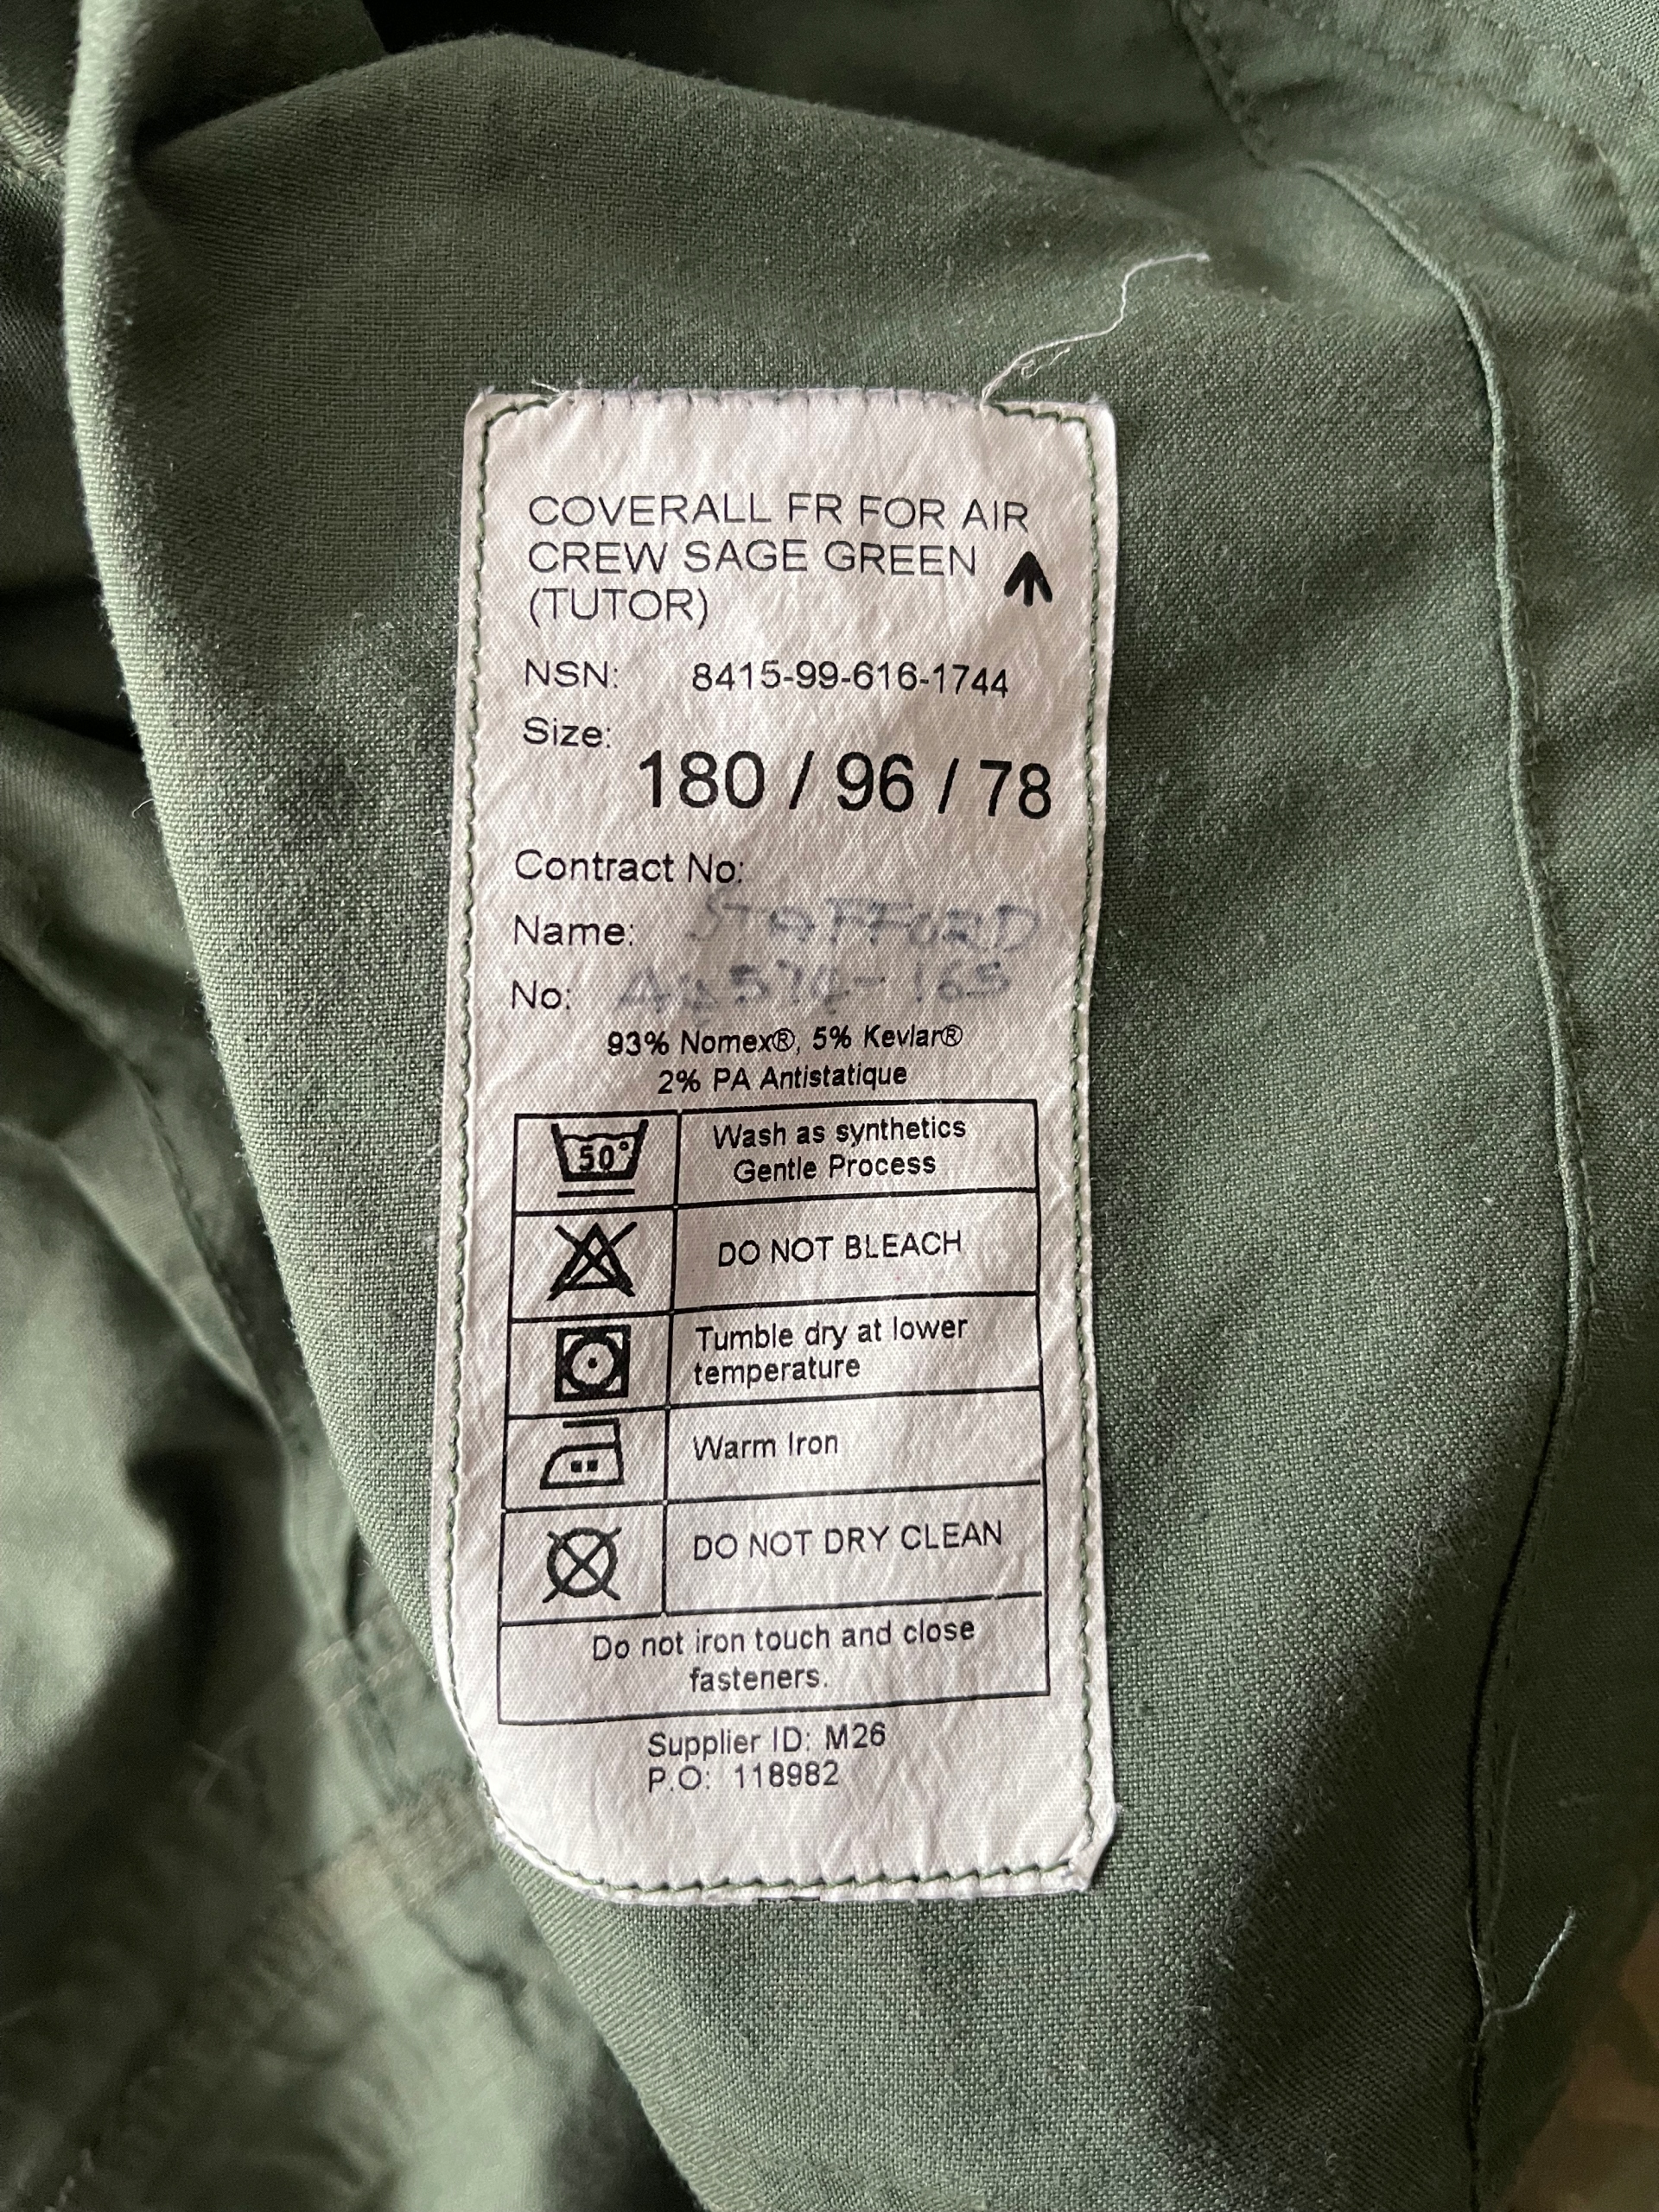 COVERALL FR FOR AIR
CREW SAGE GREEN
(TUTOR)
NSN: 8415-99-616-1744
Size:
180 / 96 / 78
Contract No:
Name: STAFFORD
No:
93% Nomex®, 5% Kevlar®
2% PA Antistatique
50° Wash as synthetics
Gentle Process
DO NOT BLEACH
Tumble dry at lower
temperature
Warm Iron
DO NOT DRY CLEAN
Do not iron touch and close
fasteners.
Supplier ID: M26
P.O: 118982